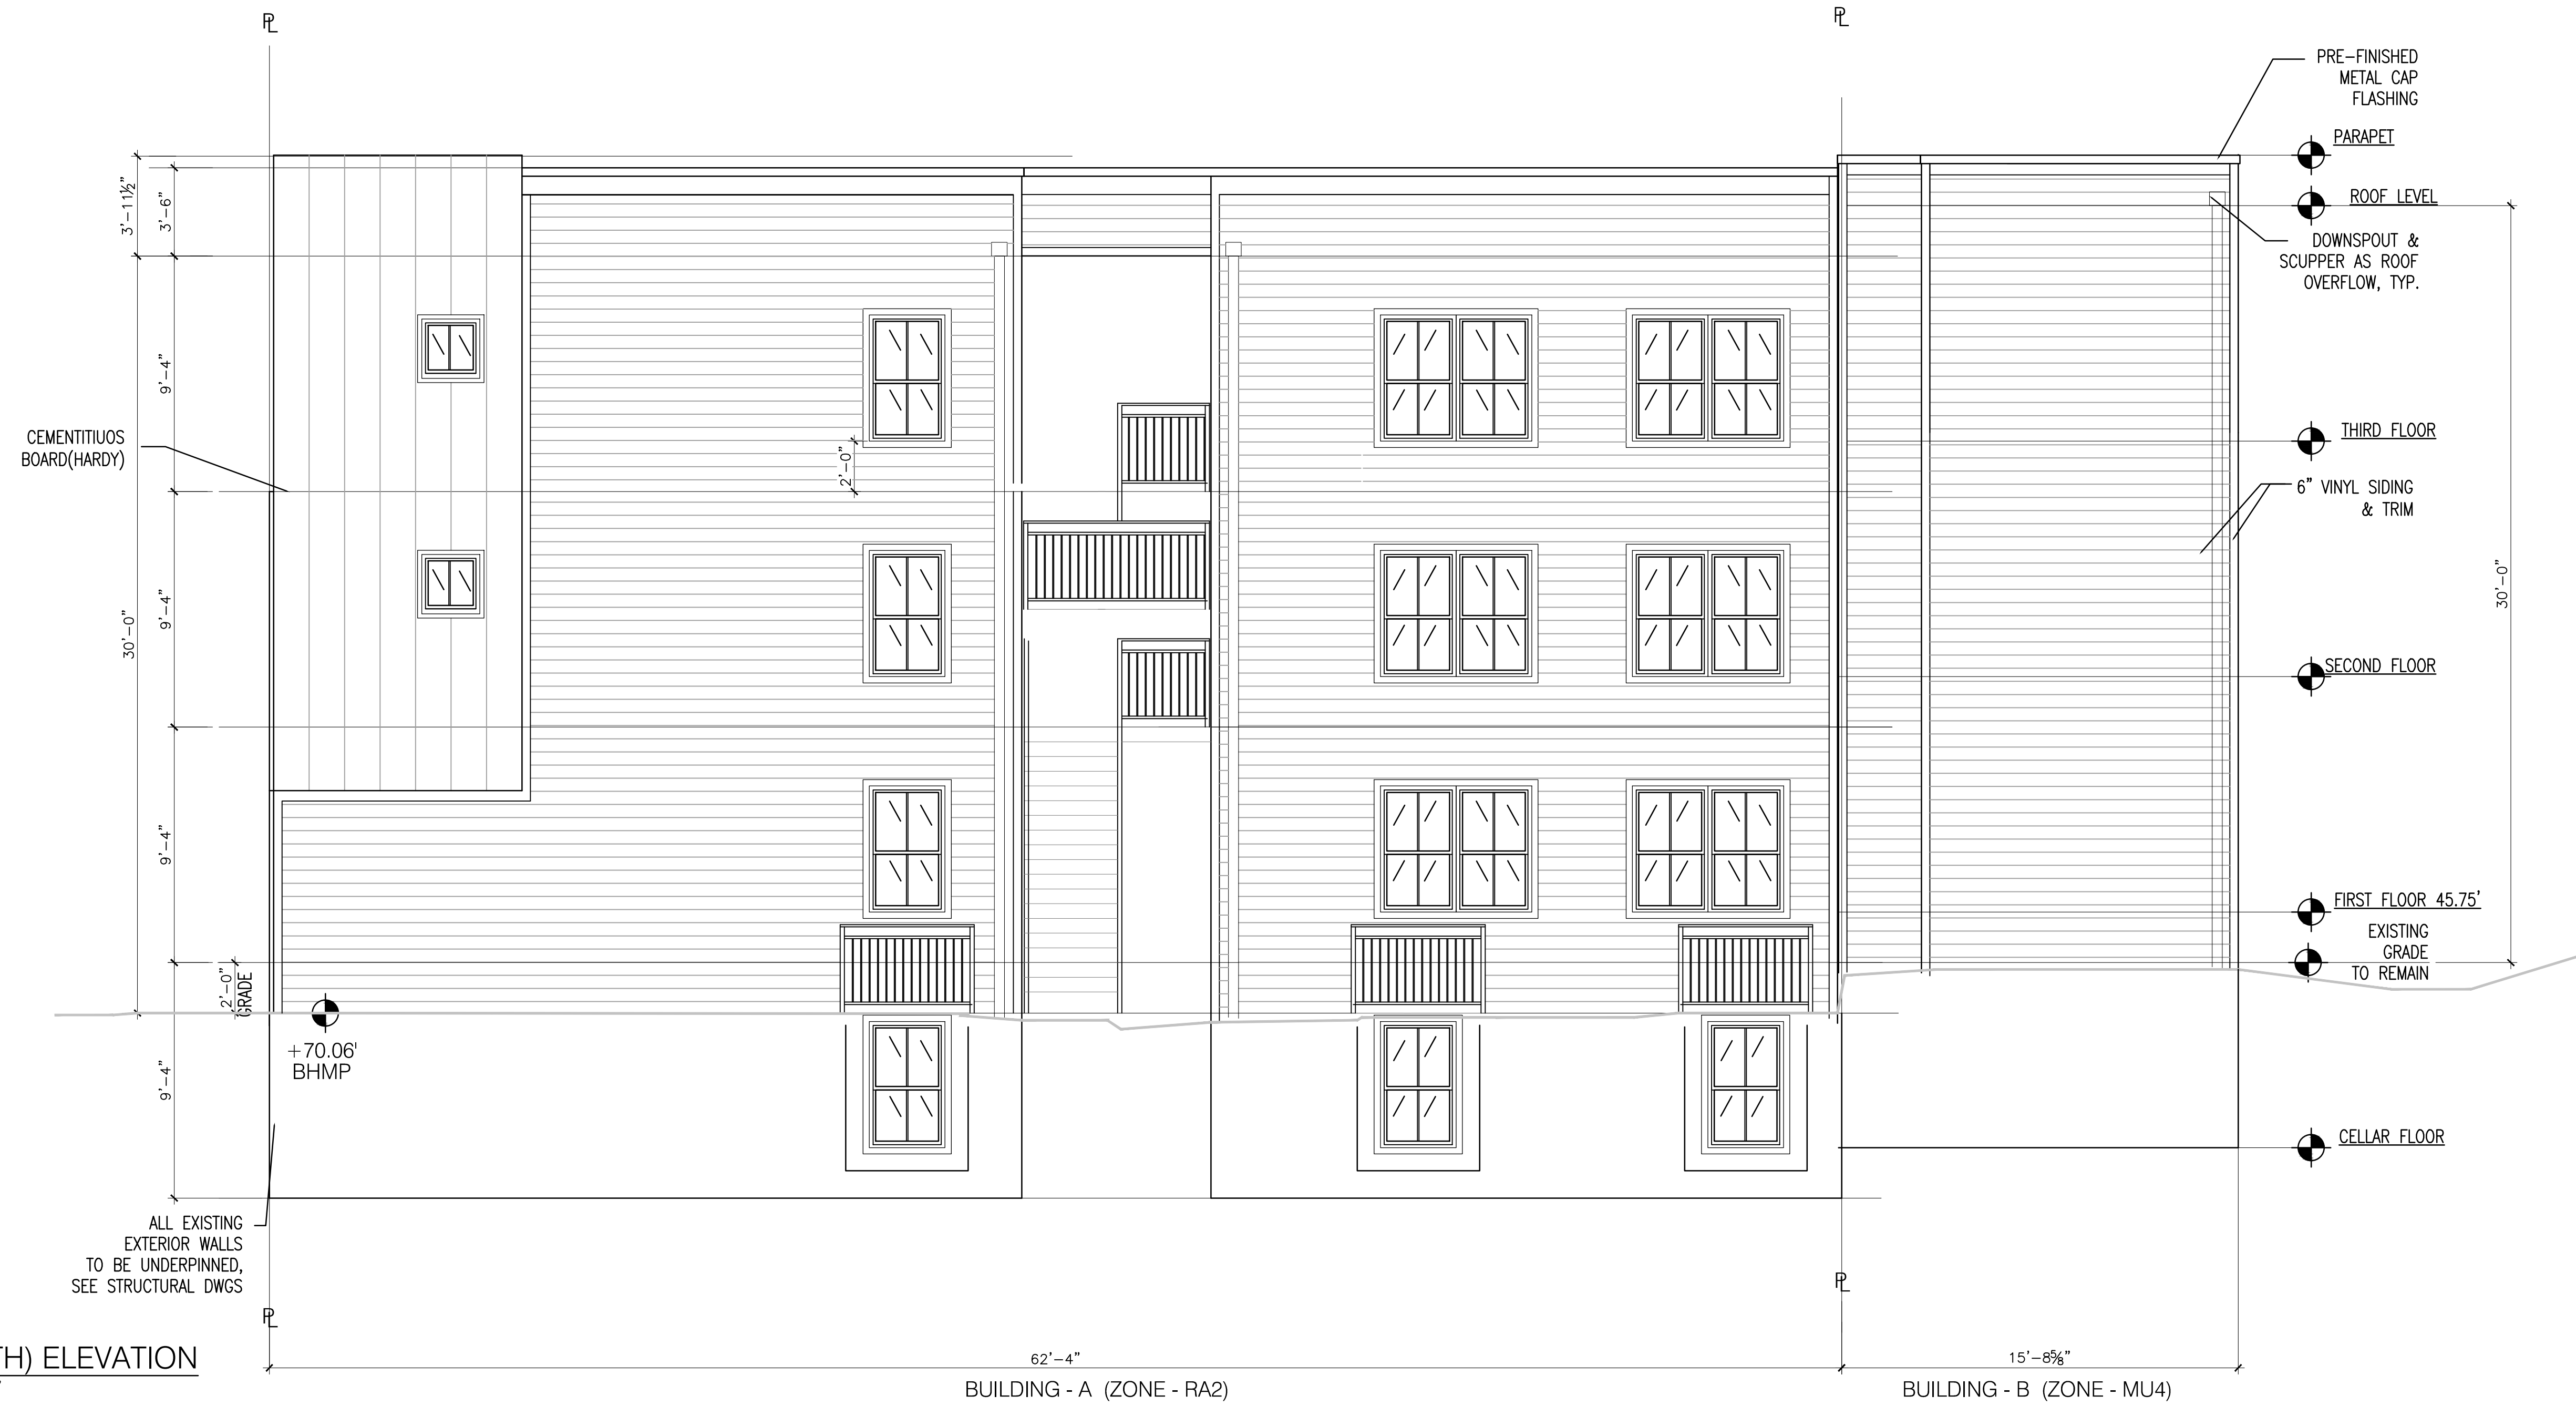 PL
PL
PRE-FINISHED
METAL CAP
FLASHING
PARAPET
3'-11½"
3'-6"
ROOF LEVEL
DOWNSPOUT &
SCUPPER AS ROOF
OVERFLOW, TYP.
9'-4"
CEMENTITIUOS
BOARD(HARDY)
THIRD FLOOR
2'-0"
6" VINYL SIDING
& TRIM
30'-0"
9'-4"
30'-0"
SECOND FLOOR
9'-4"
FIRST FLOOR 45.75'
EXISTING
GRADE
TO REMAIN
2'-0"
GRADE
+70.06'
BHMP
9'-4"
CELLAR FLOOR
ALL EXISTING
EXTERIOR WALLS
TO BE UNDERPINNED,
SEE STRUCTURAL DWGS
PL
PL
TH) ELEVATION
62'-4"
15'-8⅝"
BUILDING - A (ZONE - RA2)
BUILDING - B (ZONE - MU4)